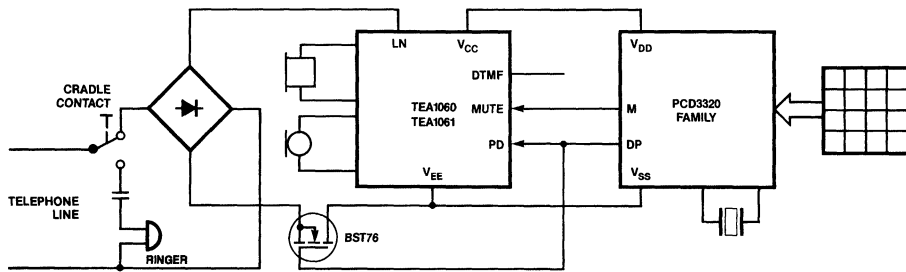 LN
VCC
VDD
DTMF
CRADLE
CONTACT
TEA1060
TEA1061
MUTE
M
PCD3320
FAMILY
PD
DP
VEE
VSS
TELEPHONE
LINE
BST76
RINGER